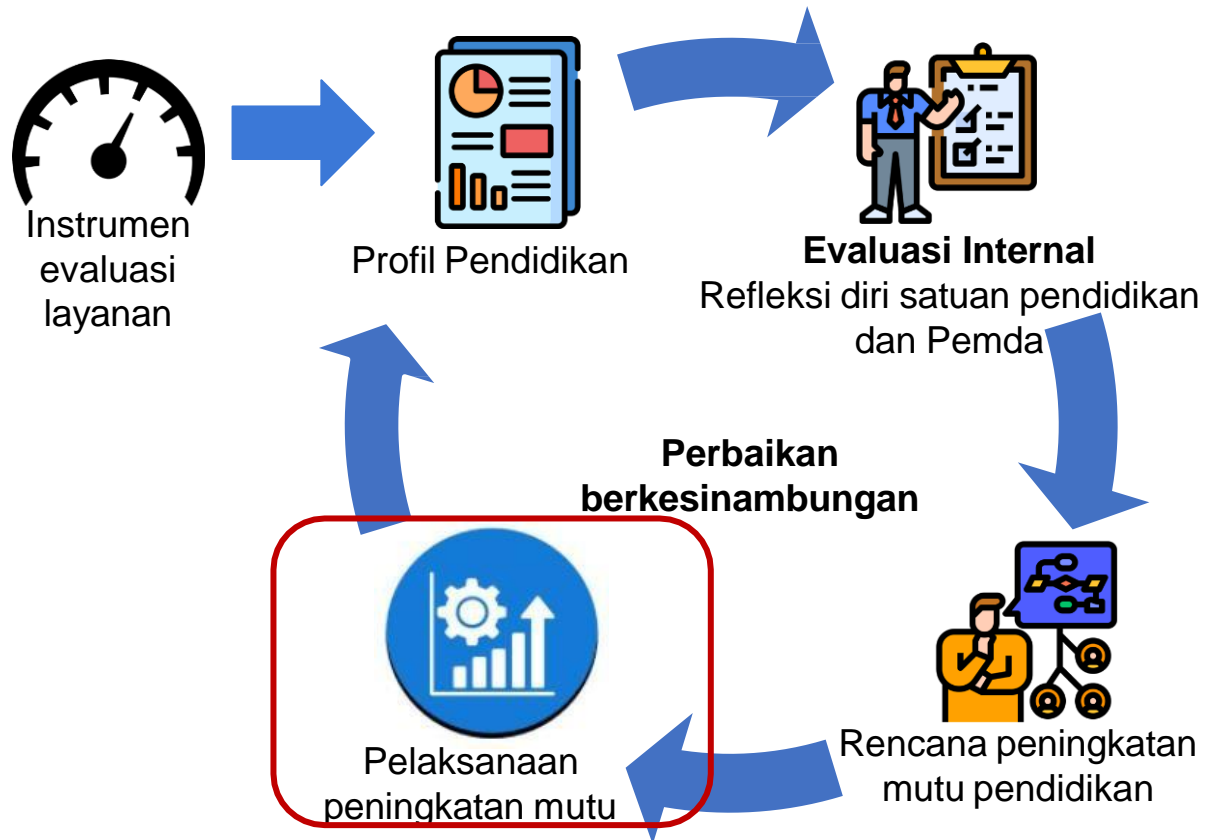 Instrumen
evaluasi
layanan
Profil Pendidikan
Evaluasi Internal
Refleksi diri satuan pendidikan
dan Pemda
Perbaikan
berkesinambungan
Rencana peningkatan
mutu pendidikan
Pelaksanaan
peningkatan mutu